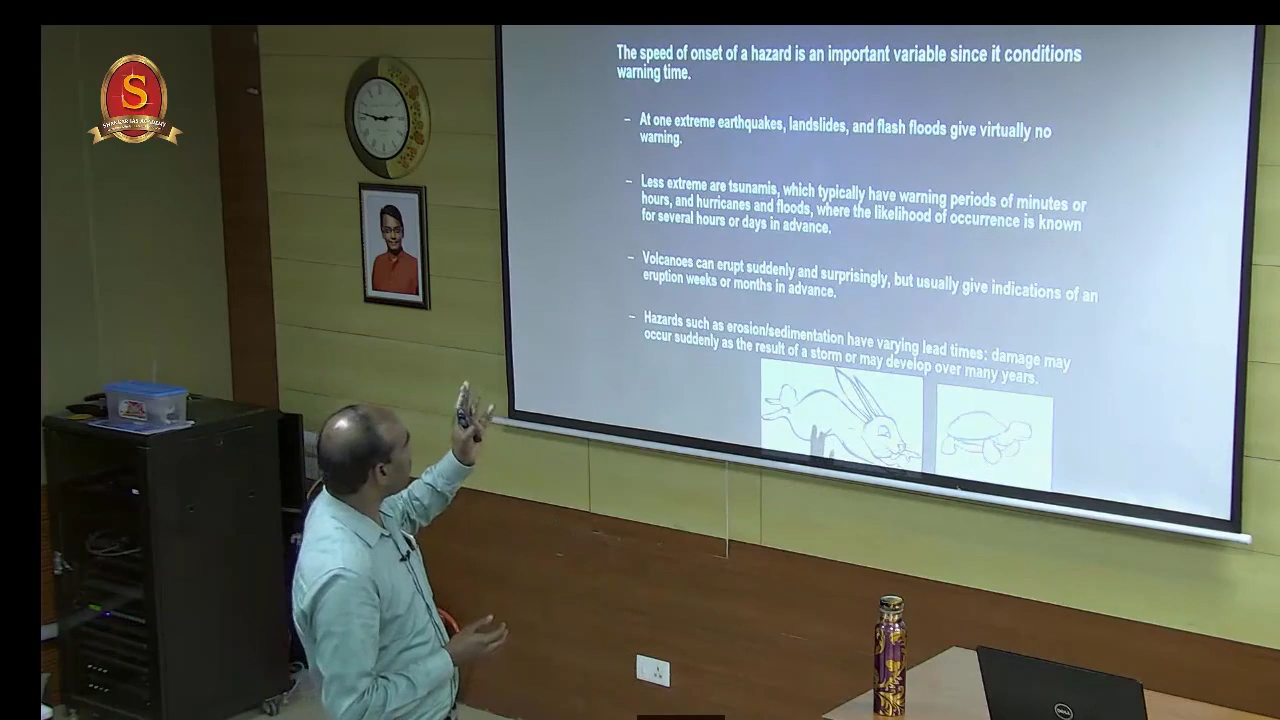 The speed of onset of a hazard is an important variable since it conditions
warning time.
– At one extreme earthquakes, landslides, and flash floods give virtually no
warning.
– Less extreme are tsunamis, which typically have warning periods of minutes or
hours, and hurricanes and floods, where the likelihood of occurrence is known
for several hours or days in advance.
– Volcanoes can erupt suddenly and surprisingly, but usually give indications of an
eruption weeks or months in advance.
– Hazards such as erosion/sedimentation have varying lead times; damage may
occur suddenly as the result of a storm or may develop over many years.
S
SHANKAR IAS ACADEMY
DELL